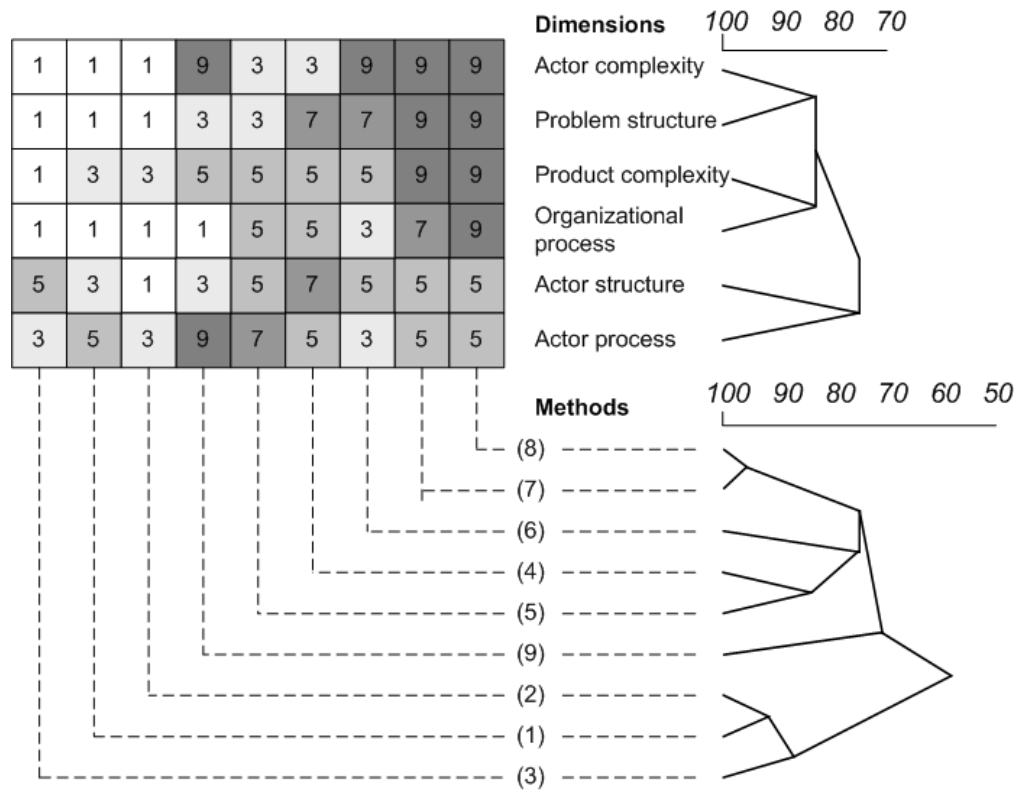 Dimensions 100 90 80 70
1 1 1 9 3 3 9 9 9 Actor complexity
1 1 1 3 3 7 7 9 9 Problem structure
1 3 3 5 5 5 5 9 9 Product complexity
1 1 1 1 5 5 3 7 9 Organizational
process
5 3 1 3 5 7 5 5 5 Actor structure
3 5 3 9 7 5 3 5 5 Actor process
Methods 100 90 80 70 60 50
(8)
(7)
(6)
(4)
(5)
(9)
(2)
(1)
(3)